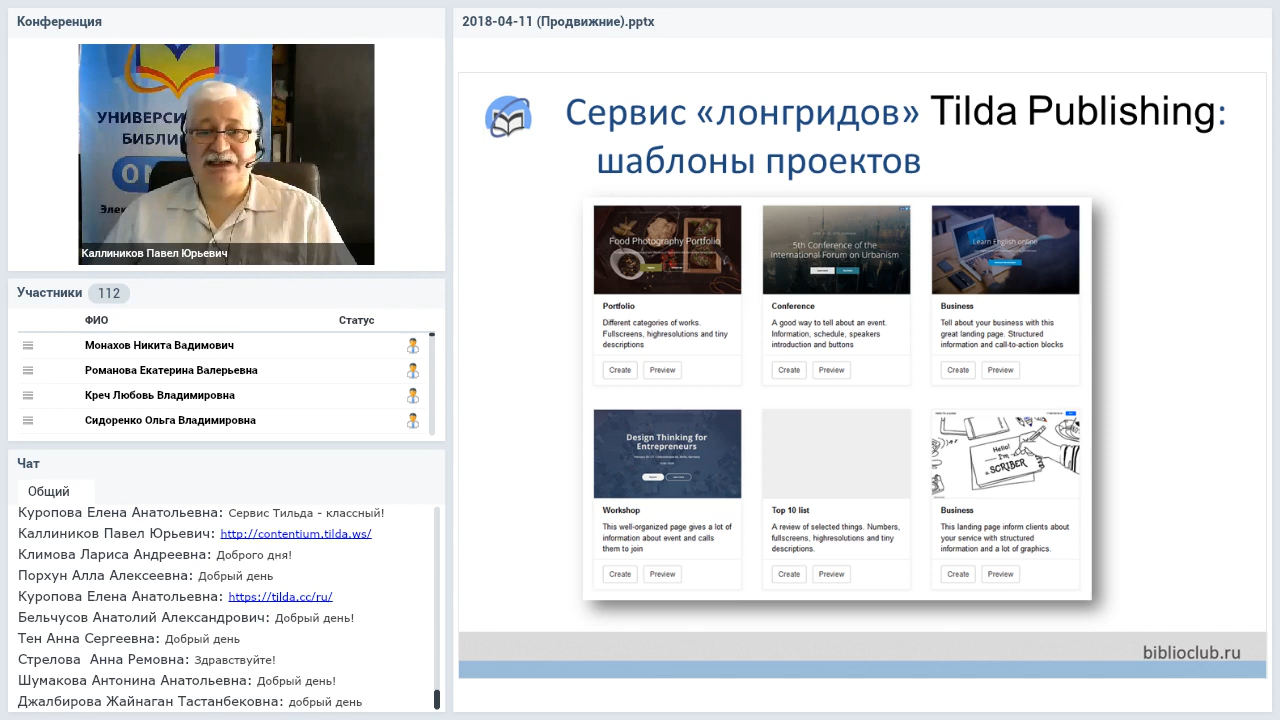 Конференция
УНИВЕРСИ
БИБЛИ
Каллиников Павел Юрьевич
Участники 112
ФИО Статус
Монахов Никита Вадимович
Романова Екатерина Валерьевна
Креч Любовь Владимировна
Сидоренко Ольга Владимировна
Чат
Общий
Куропова Елена Анатольевна: Сервис Тильда - классный!
Каллиников Павел Юрьевич: http://contentium.tilda.ws/
Климова Лариса Андреевна: Доброго дня!
Порхун Алла Алексеевна: Добрый день
Куропова Елена Анатольевна: https://tilda.cc/ru/
Бельчусов Анатолий Александрович: Добрый день!
Тен Анна Сергеевна: Добрый день
Стрелова Анна Ремовна: Здравствуйте!
Шумакова Антонина Анатольевна: Добрый день!
Джалбирова Жайнаган Тастанбековна: добрый день
2018-04-11 (Продвижние).pptx
Сервис «лонгридов» Tilda Publishing:
шаблоны проектов
Food Photography Portfolio
Portfolio
Different categories of works.
Fullscreens, highresolutions and tiny
descriptions
Create Preview
5th Conference of the
International Forum on Urbanism
Conference
A good way to tell about an event.
Information, schedule, speakers
introduction and buttons
Create Preview
Learn English online
Business
Tell about your business with this
great landing page. Structured
information and call-to-action blocks
Create Preview
Design Thinking for
Entrepreneurs
Workshop
This well-organized page gives a lot of
information about event and calls
them to join
Create Preview
Top 10 list
A review of selected things. Numbers,
fullscreens, highresolutions and tiny
descriptions.
Create Preview
Hello!
I'm
SCRIBER
Business
This landing page inform clients about
your service with structured
information and a lot of graphics.
Create Preview
biblioclub.ru